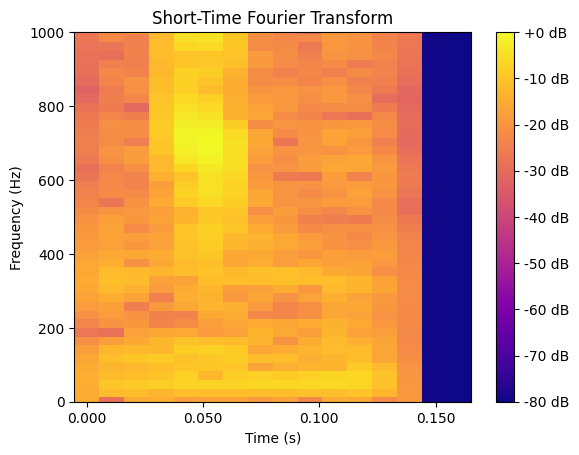 Short-Time Fourier Transform
1000
800
600
400
200
0
Frequency (Hz)
0.000
0.050
0.100
0.150
Time (s)
+0 dB
-10 dB
-20 dB
-30 dB
-40 dB
-50 dB
-60 dB
-70 dB
-80 dB